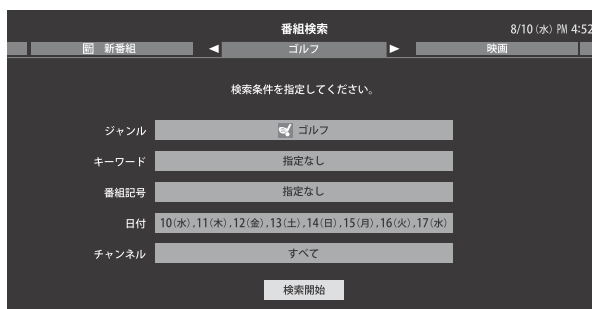 番組検索
8/10(水) PM 4:52
新 新番組 ◀ ゴルフ ▶ 映画
検索条件を指定してください。
ジャンル ゴルフ
キーワード 指定なし
番組記号 指定なし
日付 10(水),11(木),12(金),13(土),14(日),15(月),16(火),17(水)
チャンネル すべて
検索開始